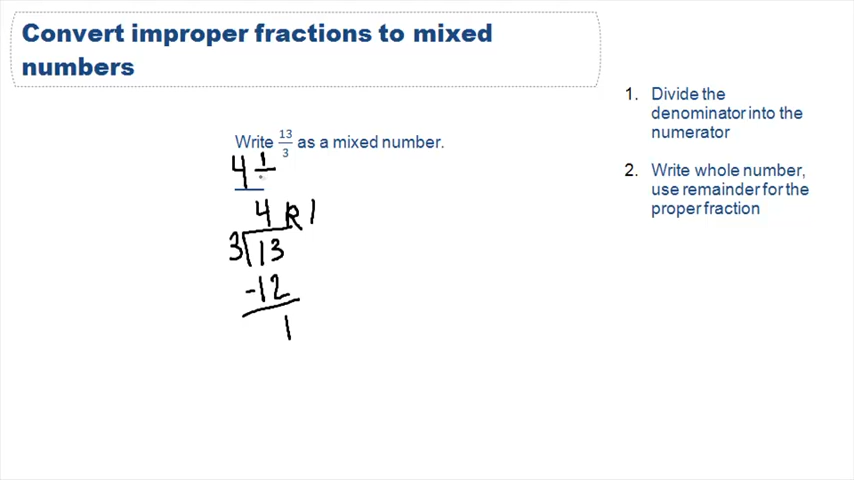 Convert improper fractions to mixed
numbers
Write 13/3 as a mixed number.
4 1/
4 R1
3 13
-12
1
1. Divide the
denominator into the
numerator
2. Write whole number,
use remainder for the
proper fraction